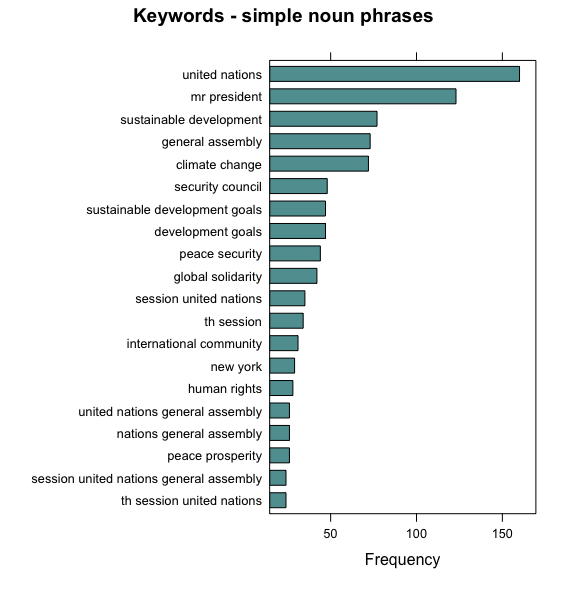 Keywords - simple noun phrases
united nations
mr president
sustainable development
general assembly
climate change
security council
sustainable development goals
development goals
peace security
global solidarity
session united nations
th session
international community
new york
human rights
united nations general assembly
nations general assembly
peace prosperity
session united nations general assembly
th session united nations
50 100 150
Frequency